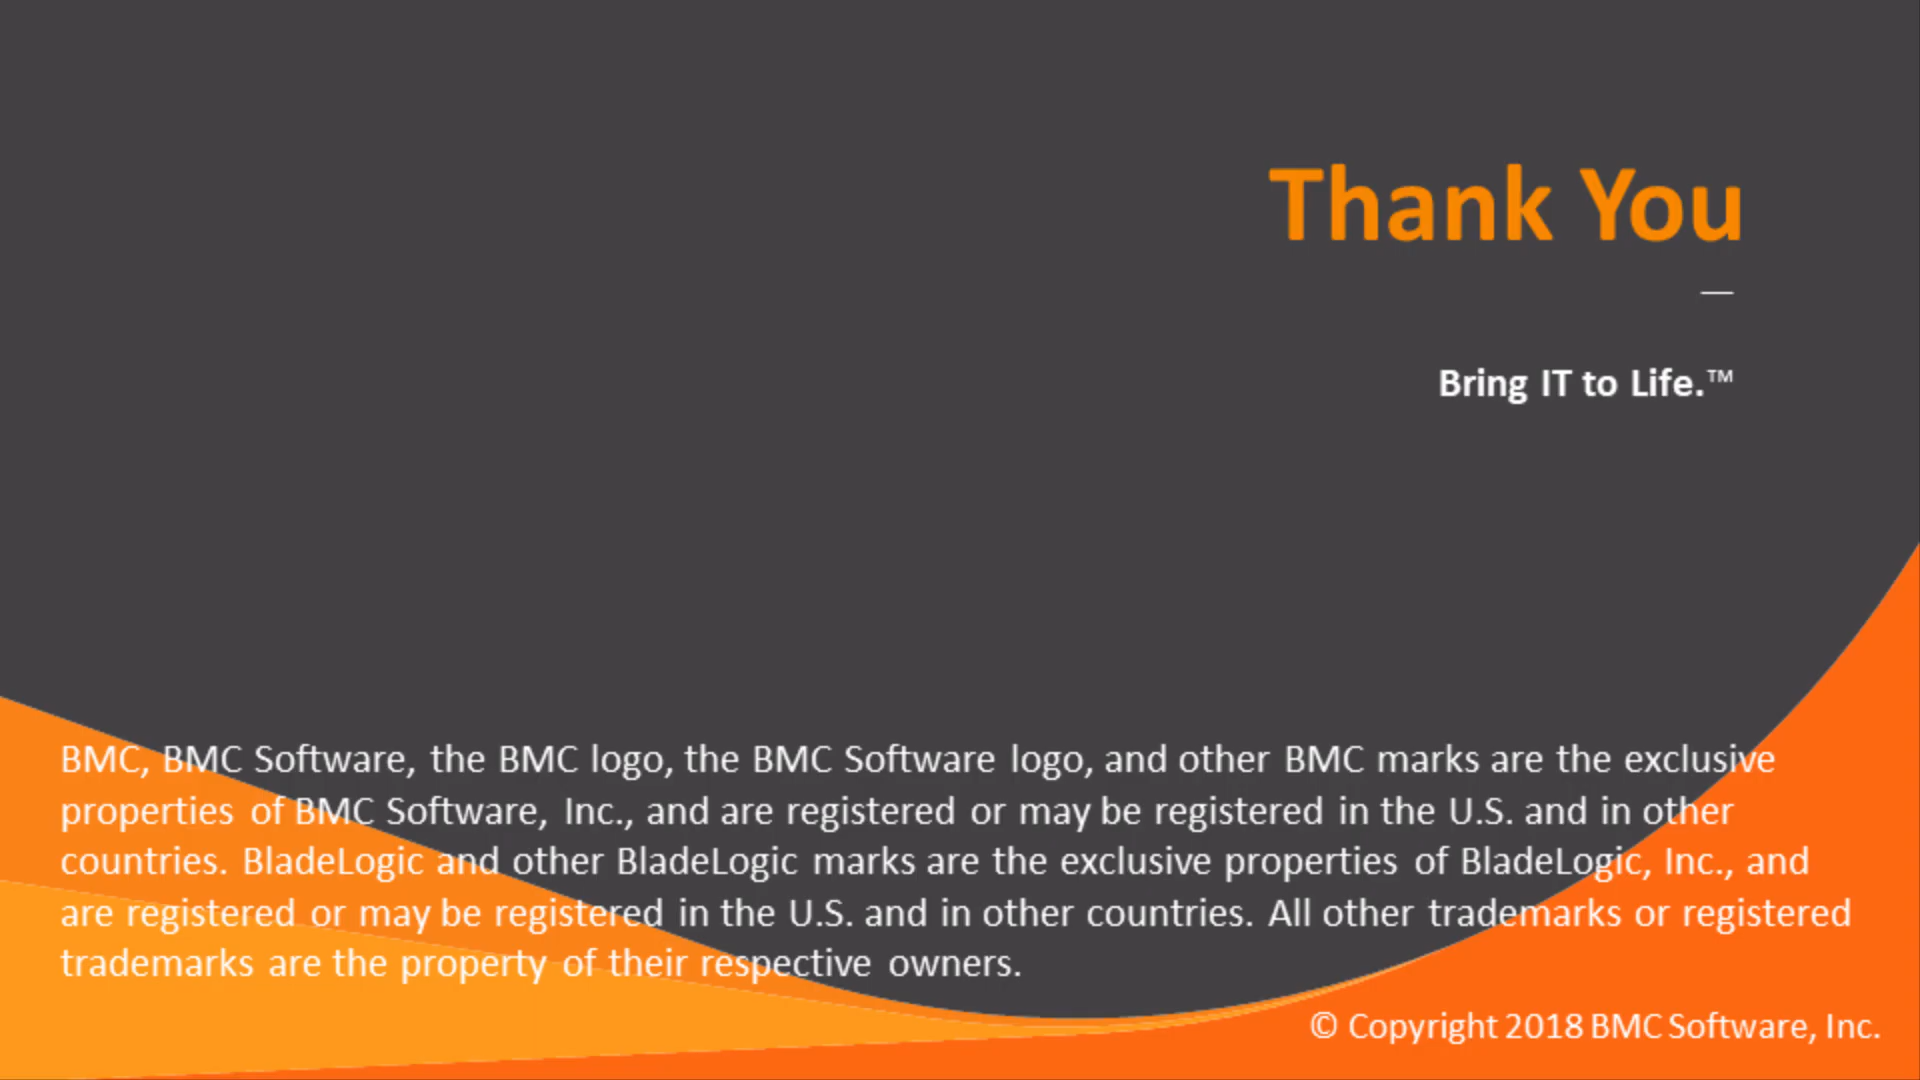 Thank You
Bring IT to Life.™
BMC, BMC Software, the BMC logo, the BMC Software logo, and other BMC marks are the exclusive
properties of BMC Software, Inc., and are registered or may be registered in the U.S. and in other
countries. BladeLogic and other BladeLogic marks are the exclusive properties of BladeLogic, Inc., and
are registered or may be registered in the U.S. and in other countries. All other trademarks or registered
trademarks are the property of their respective owners.
© Copyright 2018 BMC Software, Inc.